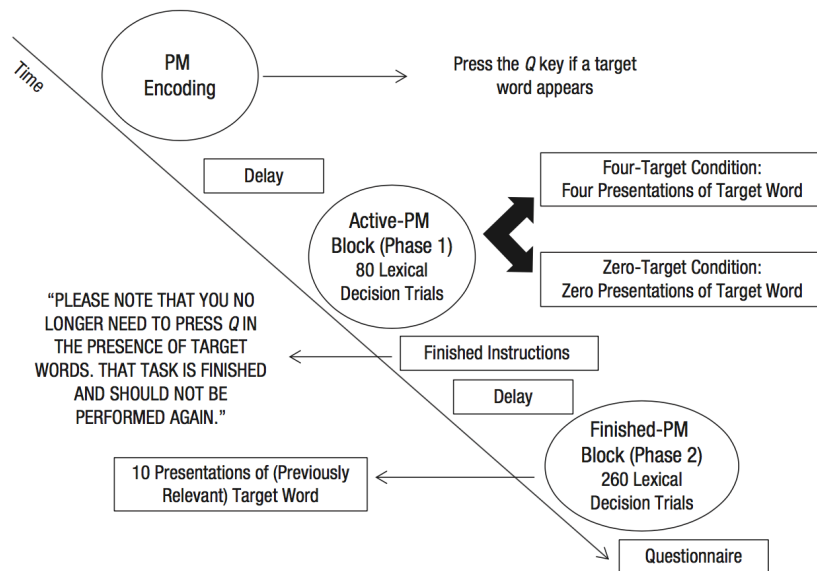 PM
Encoding
Press the Q key if a target
word appears
Time
Delay
Four-Target Condition:
Four Presentations of Target Word
Active-PM
Block (Phase 1)
80 Lexical
Decision Trials
Zero-Target Condition:
Zero Presentations of Target Word
“PLEASE NOTE THAT YOU NO
LONGER NEED TO PRESS Q IN
THE PRESENCE OF TARGET
WORDS. THAT TASK IS FINISHED
AND SHOULD NOT BE
PERFORMED AGAIN.”
Finished Instructions
Delay
Finished-PM
Block (Phase 2)
260 Lexical
Decision Trials
10 Presentations of (Previously
Relevant) Target Word
Questionnaire